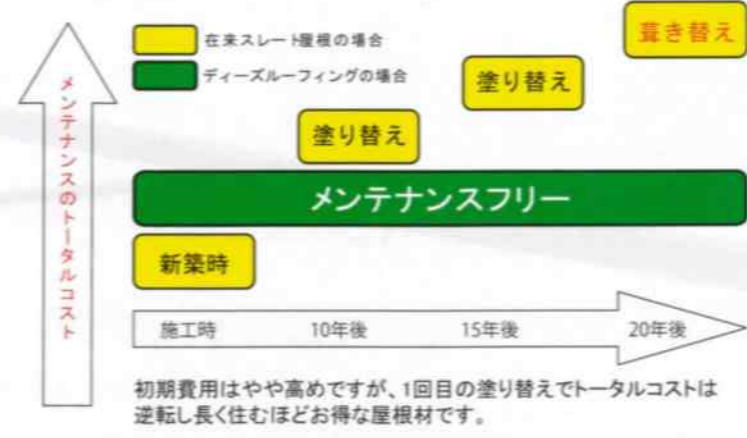 メンテナンスのトータルコスト
在来スレート屋根の場合
ディーズルーフィングの場合
葺き替え
塗り替え
塗り替え
メンテナンスフリー
新築時
施工時
10年後
15年後
20年後
初期費用はやや高めですが、1回目の塗り替えでトータルコストは
逆転し長く住むほどお得な屋根材です。